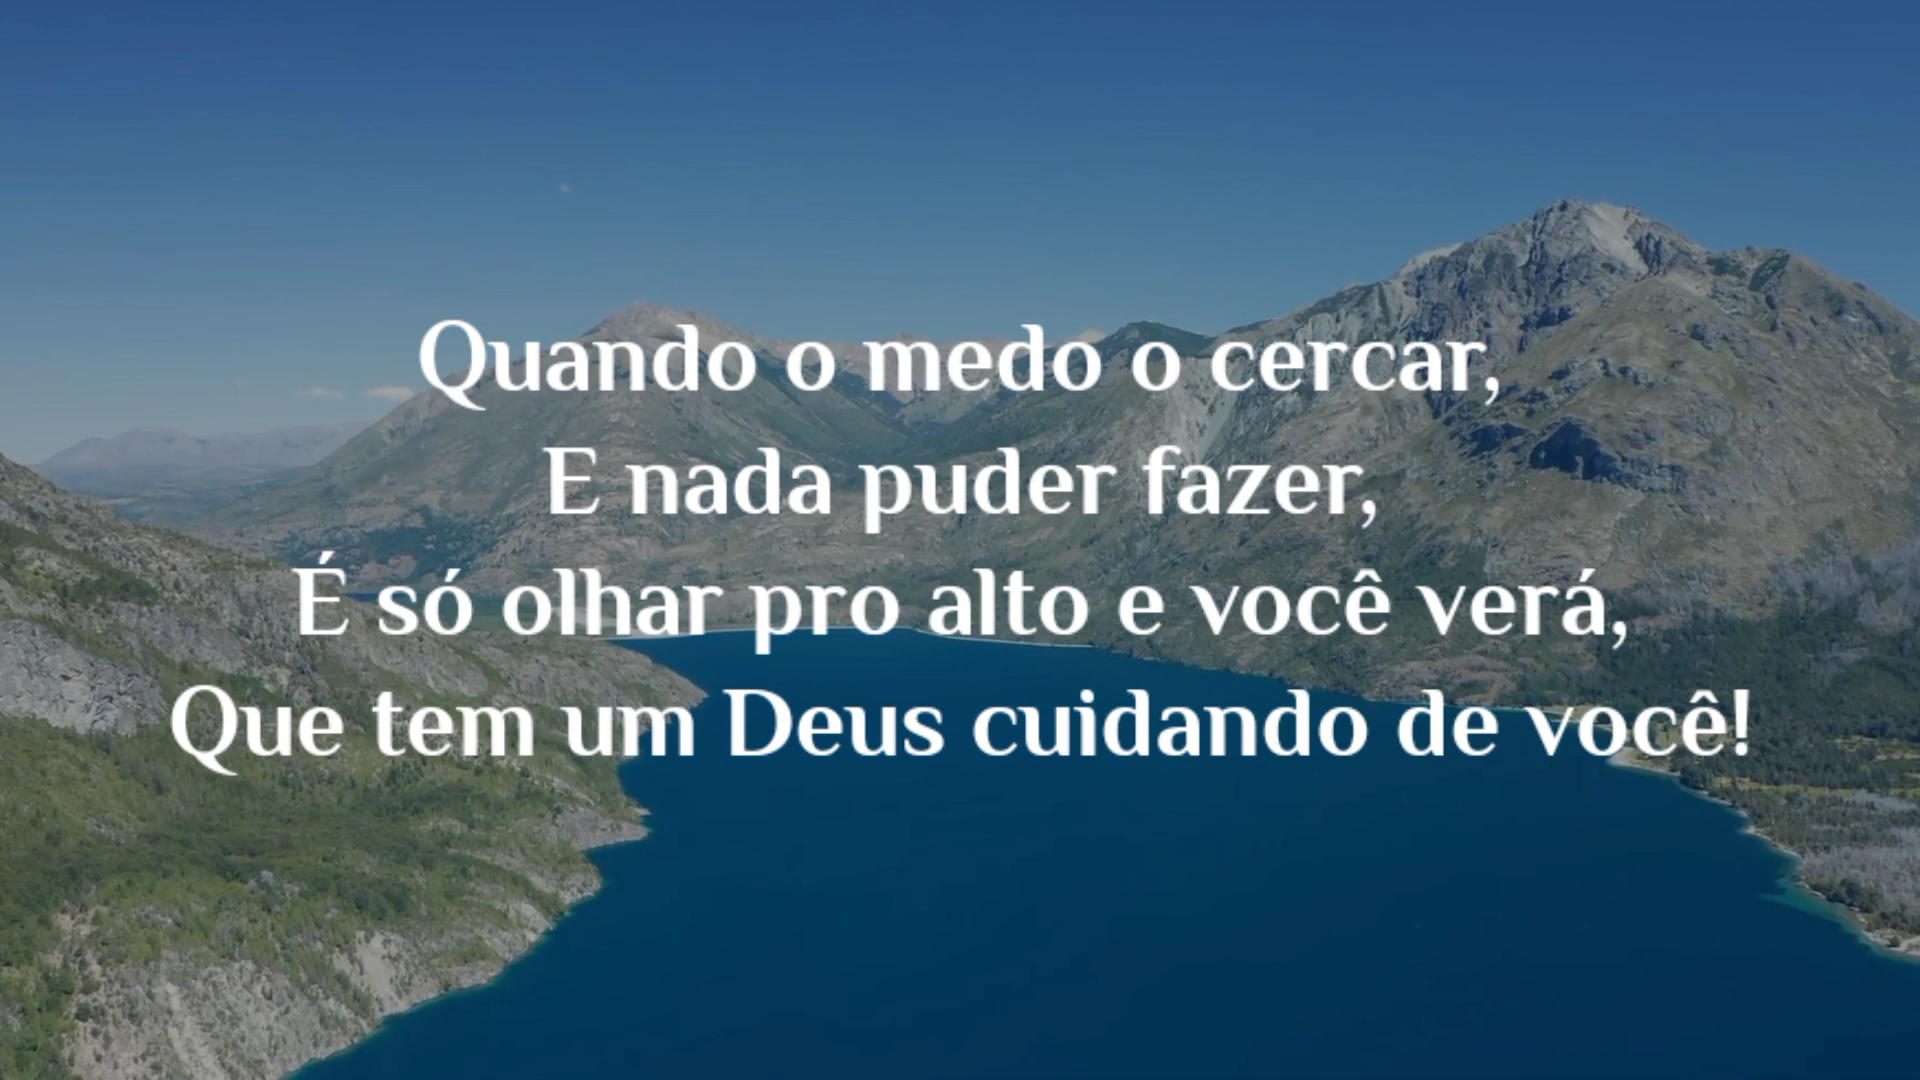 Quando o medo o cercar,
E nada puder fazer,
É só olhar pro alto e você verá,
Que tem um Deus cuidando de você!